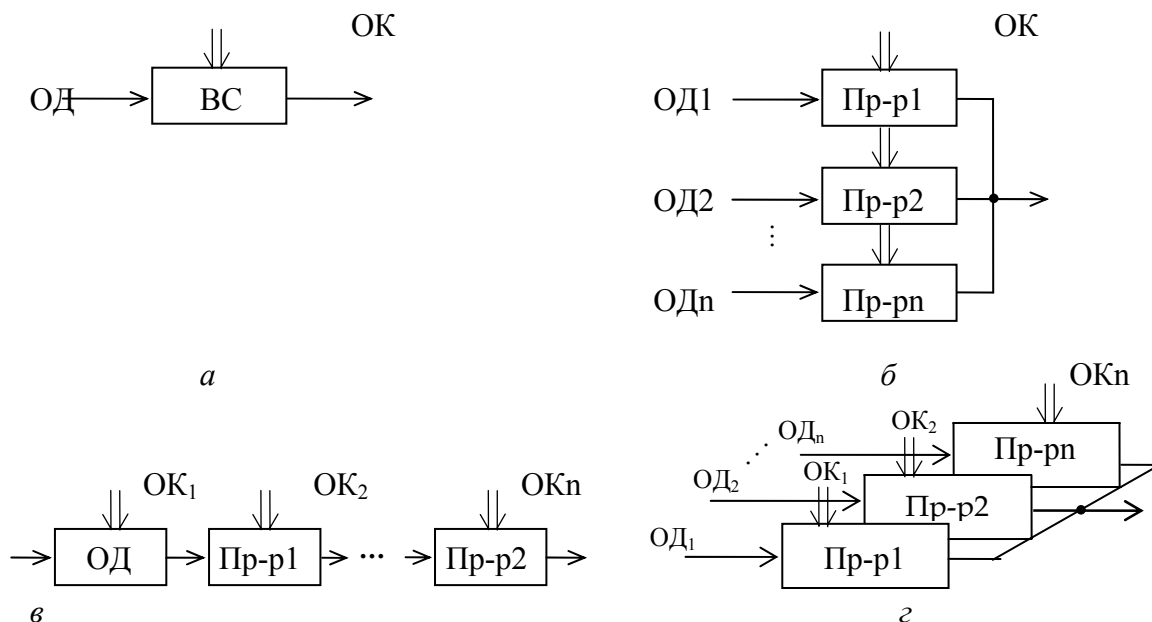 ОК
ОД ВС
ОК
ОД1 Пр-р1
ОД2 Пр-р2
⋮
ОДn Пр-рn
а
б
ОК₁ ОК₂ ОКn
ОД Пр-р1 ... Пр-р2
в
ОКn
ОК₂
ОДn Пр-рn
ОК₁
ОД₂ Пр-р2
ОД₁ Пр-р1
г